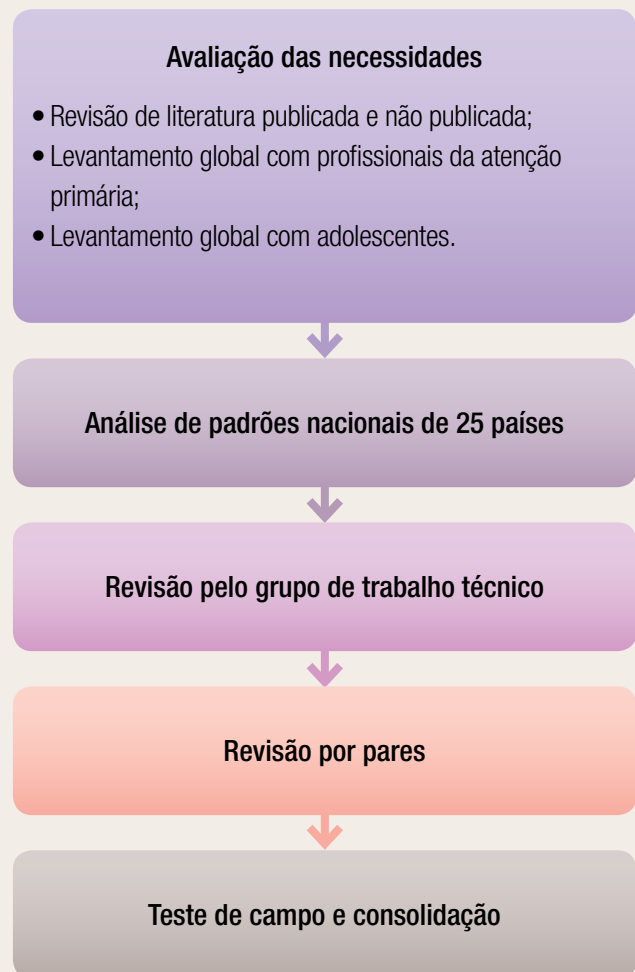 Avaliação das necessidades
• Revisão de literatura publicada e não publicada;
• Levantamento global com profissionais da atenção
primária;
• Levantamento global com adolescentes.
Análise de padrões nacionais de 25 países
Revisão pelo grupo de trabalho técnico
Revisão por pares
Teste de campo e consolidação